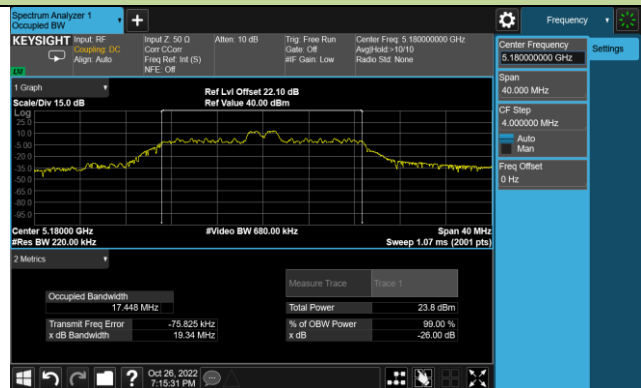 Spectrum Analyzer 1
Occupied BW
Frequency
KEYSIGHT
Input: RF
Coupling: DC
Align: Auto
Input Z: 50 Ω
Corr CCorr
Freq Ref: Int (S)
NFE: Off
Atten: 10 dB
Trig: Free Run
Gate: Off
#IF Gain: Low
Center Freq: 5.180000000 GHz
Avg|Hold:>10/10
Radio Std: None
Center Frequency
5.180000000 GHz
Settings
Span
40.000 MHz
CF Step
4.000000 MHz
Auto
Man
Freq Offset
0 Hz
1 Graph
Scale/Div 15.0 dB
Ref Lvl Offset 22.10 dB
Ref Value 40.00 dBm
Log
25.0
10.0
-5.00
-20.0
-35.0
-50.0
-65.0
-80.0
-95.0
Center 5.18000 GHz
#Res BW 220.00 kHz
#Video BW 680.00 kHz
Span 40 MHz
Sweep 1.07 ms (2001 pts)
2 Metrics
Measure Trace
Trace 1
Occupied Bandwidth
17.448 MHz
Total Power
23.8 dBm
Transmit Freq Error
-75.825 kHz
% of OBW Power
99.00 %
x dB Bandwidth
19.34 MHz
x dB
-26.00 dB
?
Oct 26, 2022
7:15:31 PM